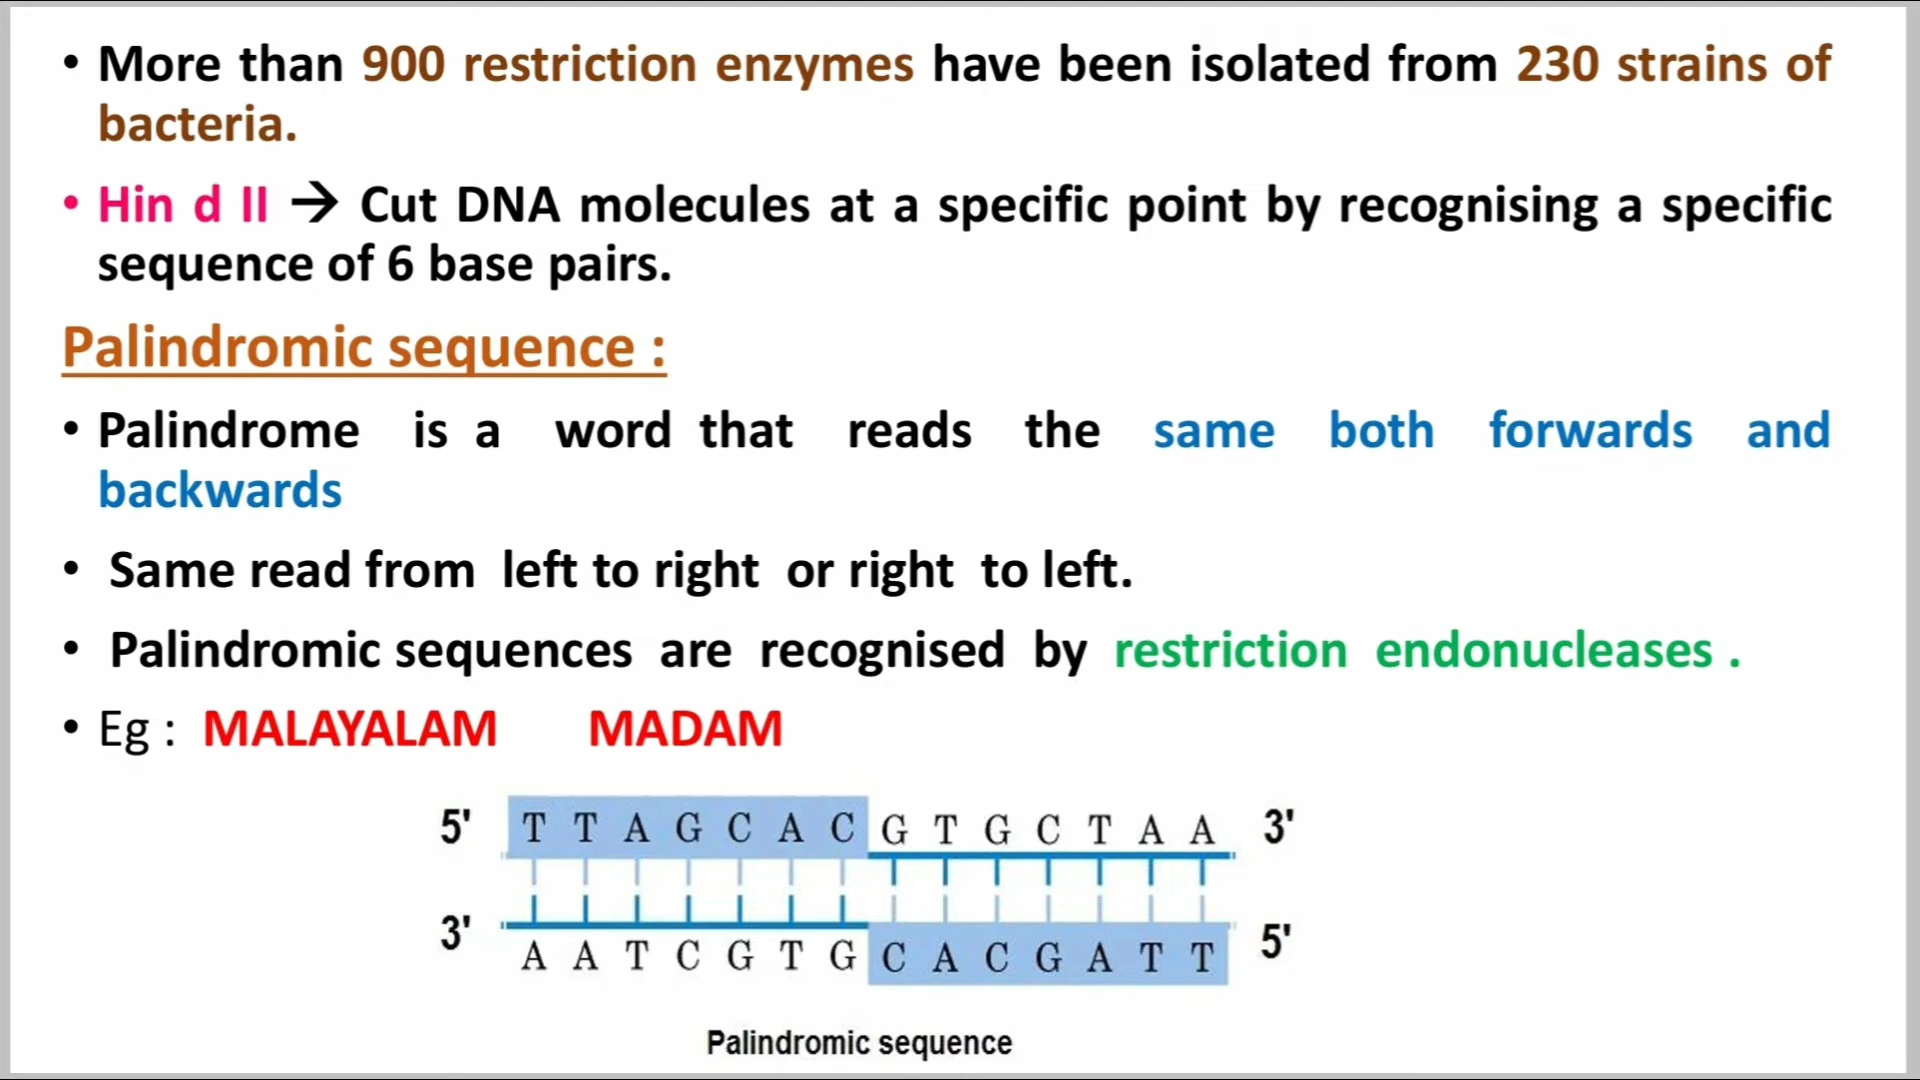 • More than 900 restriction enzymes have been isolated from 230 strains of
bacteria.
• Hin d II → Cut DNA molecules at a specific point by recognising a specific
sequence of 6 base pairs.
Palindromic sequence :
• Palindrome is a word that reads the same both forwards and
backwards
• Same read from left to right or right to left.
• Palindromic sequences are recognised by restriction endonucleases .
• Eg : MALAYALAM MADAM
5' T T A G C A C G T G C T A A 3'
3' A A T C G T G C A C G A T T 5'
Palindromic sequence